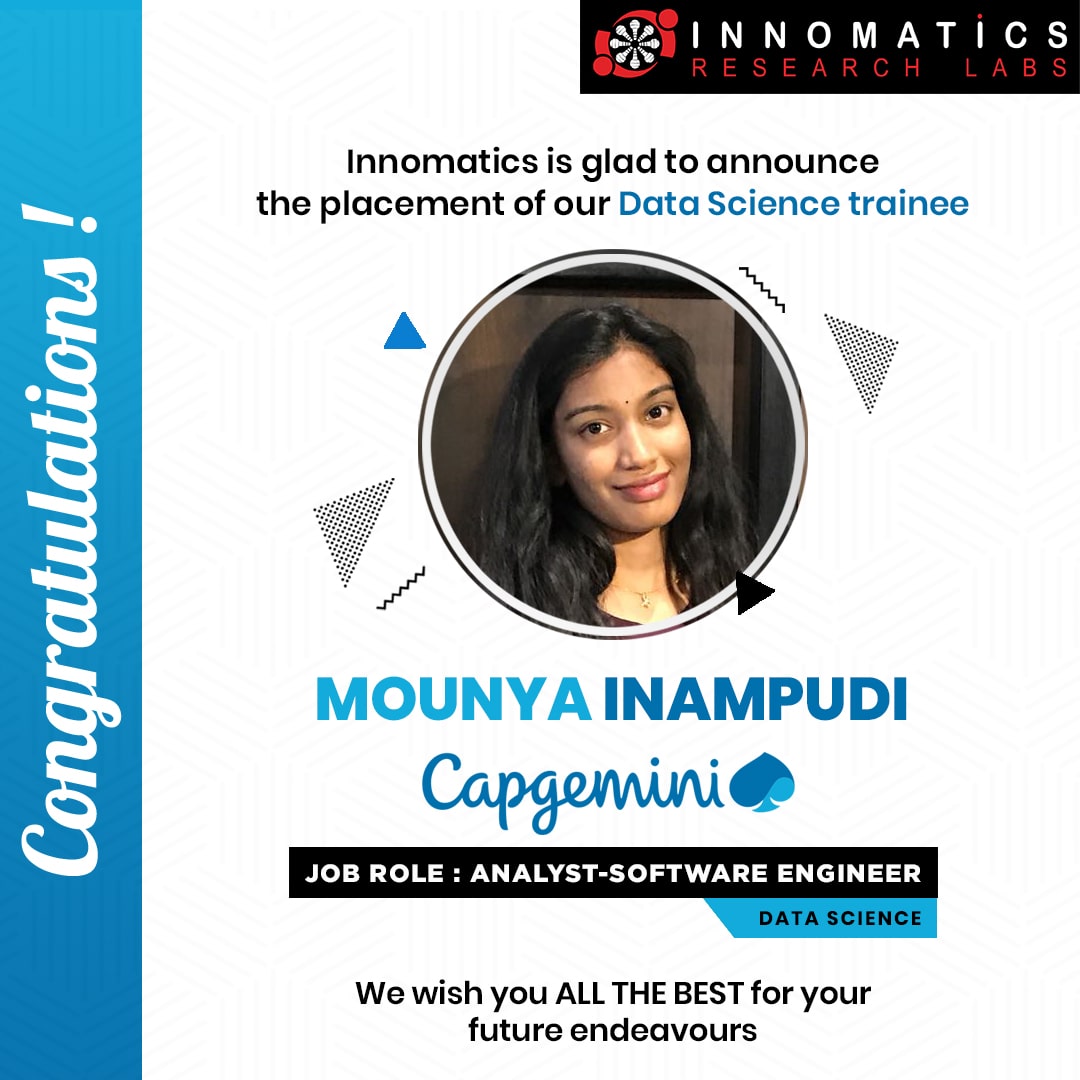 INNOMATICS
RESEARCH LABS
Innomatics is glad to announce
the placement of our Data Science trainee
Congratulations !
MOUNYA INAMPUDI
Capgemini
JOB ROLE : ANALYST-SOFTWARE ENGINEER
DATA SCIENCE
We wish you ALL THE BEST for your
future endeavours